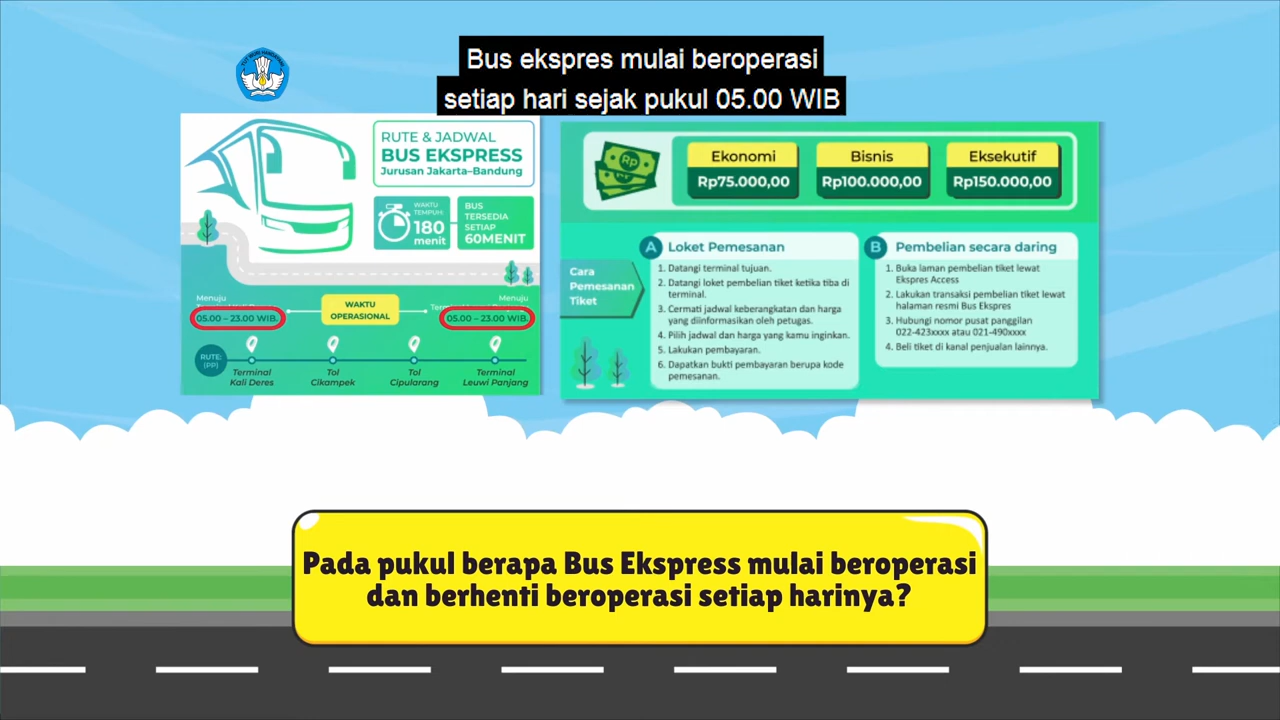 Bus ekspres mulai beroperasi
setiap hari sejak pukul 05.00 WIB
RUTE & JADWAL
BUS EKSPRESS
Jurusan Jakarta–Bandung
WAKTU
TEMPUH:
180
menit
BUS
TERSEDIA
SETIAP
60MENIT
Menuju
05.00 – 23.00 WIB.
WAKTU
OPERASIONAL
Menuju
05.00 – 23.00 WIB.
RUTE:
(PP)
Terminal
Kali Deres
Tol
Cikampek
Tol
Cipularang
Terminal
Leuwi Panjang
Rp
Ekonomi
Rp75.000,00
Bisnis
Rp100.000,00
Eksekutif
Rp150.000,00
Cara
Pemesanan
Tiket
A Loket Pemesanan
1. Datangi terminal tujuan.
2. Datangi loket pembelian tiket ketika tiba di
terminal.
3. Cermati jadwal keberangkatan dan harga
yang diinformasikan oleh petugas.
4. Pilih jadwal dan harga yang kamu inginkan.
5. Lakukan pembayaran.
6. Dapatkan bukti pembayaran berupa kode
pemesanan.
B Pembelian secara daring
1. Buka laman pembelian tiket lewat
Ekspres Access
2. Lakukan transaksi pembelian tiket lewat
halaman resmi Bus Ekspres
3. Hubungi nomor pusat panggilan
022-423xxxx atau 021-490xxxx
4. Beli tiket di kanal penjualan lainnya.
Pada pukul berapa Bus Ekspress mulai beroperasi
dan berhenti beroperasi setiap harinya?